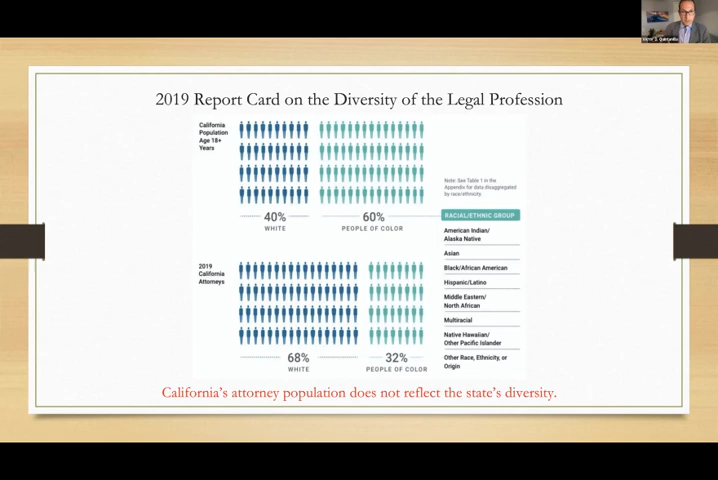 2019 Report Card on the Diversity of the Legal Profession
California
Population
Age 18+
Years
40%
WHITE
60%
PEOPLE OF COLOR
2019
California
Attorneys
68%
WHITE
32%
PEOPLE OF COLOR
Note: See Table 1 in the
Appendix for data disaggregated
by race/ethnicity.
RACIAL/ETHNIC GROUP
American Indian/
Alaska Native
Asian
Black/African American
Hispanic/Latino
Middle Eastern/
North African
Multiracial
Native Hawaiian/
Other Pacific Islander
Other Race, Ethnicity, or
Origin
California's attorney population does not reflect the state's diversity.